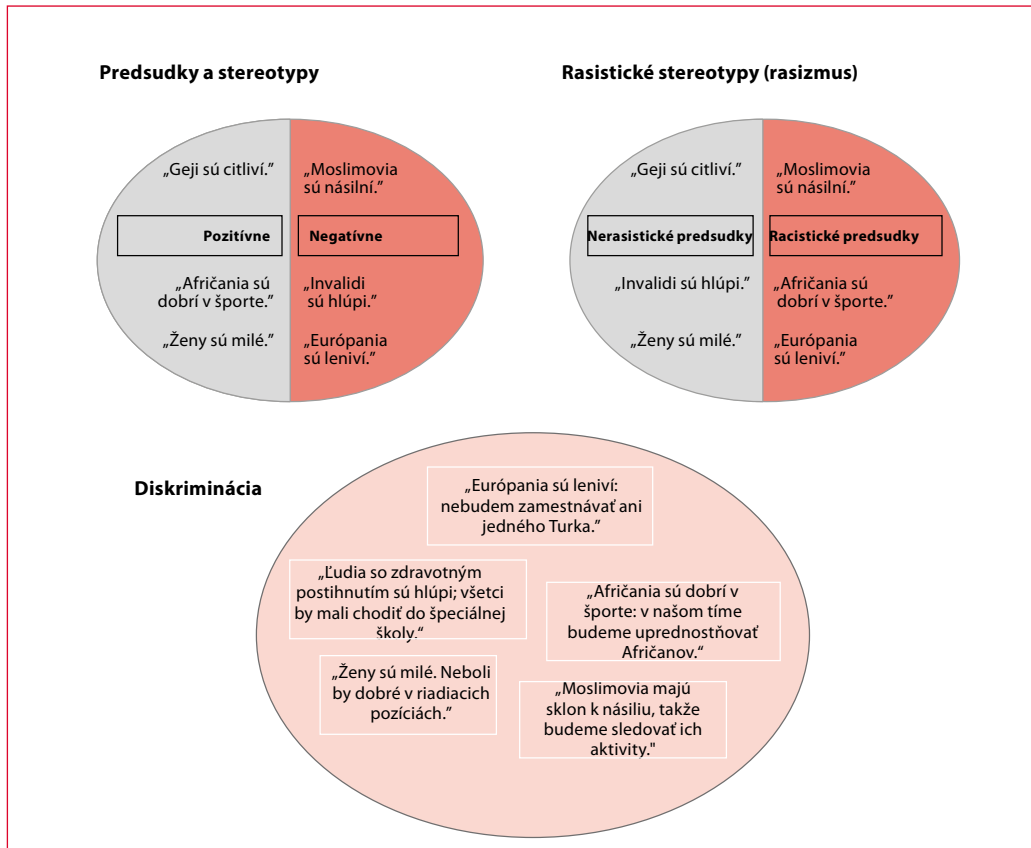 Predsudky a stereotypy
„Geji sú citliví.”
„Moslimovia
sú násilní.”
Pozitívne
Negatívne
„Afričania sú
dobrí v športe.”
„Invalidi
sú hlúpi.”
„Ženy sú milé.”
„Európania
sú leniví.”
Rasistické stereotypy (rasizmus)
„Geji sú citliví.”
„Moslimovia
sú násilní.”
Nerasistické predsudky
Racistické predsudky
„Invalidi sú hlúpi.”
„Afričania sú
dobrí v športe.”
„Ženy sú milé.”
„Európania
sú leniví.”
Diskriminácia
„Európania sú leniví:
nebudem zamestnávať ani
jedného Turka.”
„Ľudia so zdravotným
postihnutím sú hlúpi; všetci
by mali chodiť do špeciálnej
školy.“
„Afričania sú dobrí v
športe: v našom tíme
budeme uprednostňovať
Afričanov.“
„Ženy sú milé. Neboli
by dobré v riadiacich
pozíciách.”
„Moslimovia majú
sklon k násiliu, takže
budeme sledovať ich
aktivity."